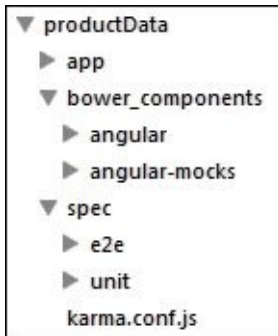 productData
app
bower_components
angular
angular-mocks
spec
e2e
unit
karma.conf.js